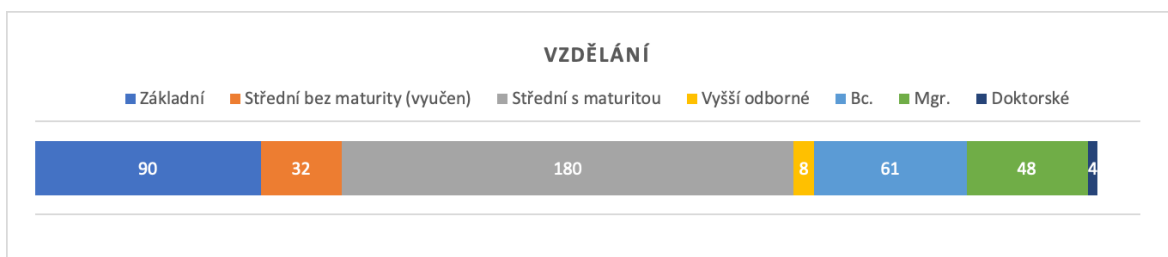 VZDĚLÁNÍ
Základní Střední bez maturity (vyučen) Střední s maturitou Vyšší odborné Bc. Mgr. Doktorské
90 32 180 8 61 48 4